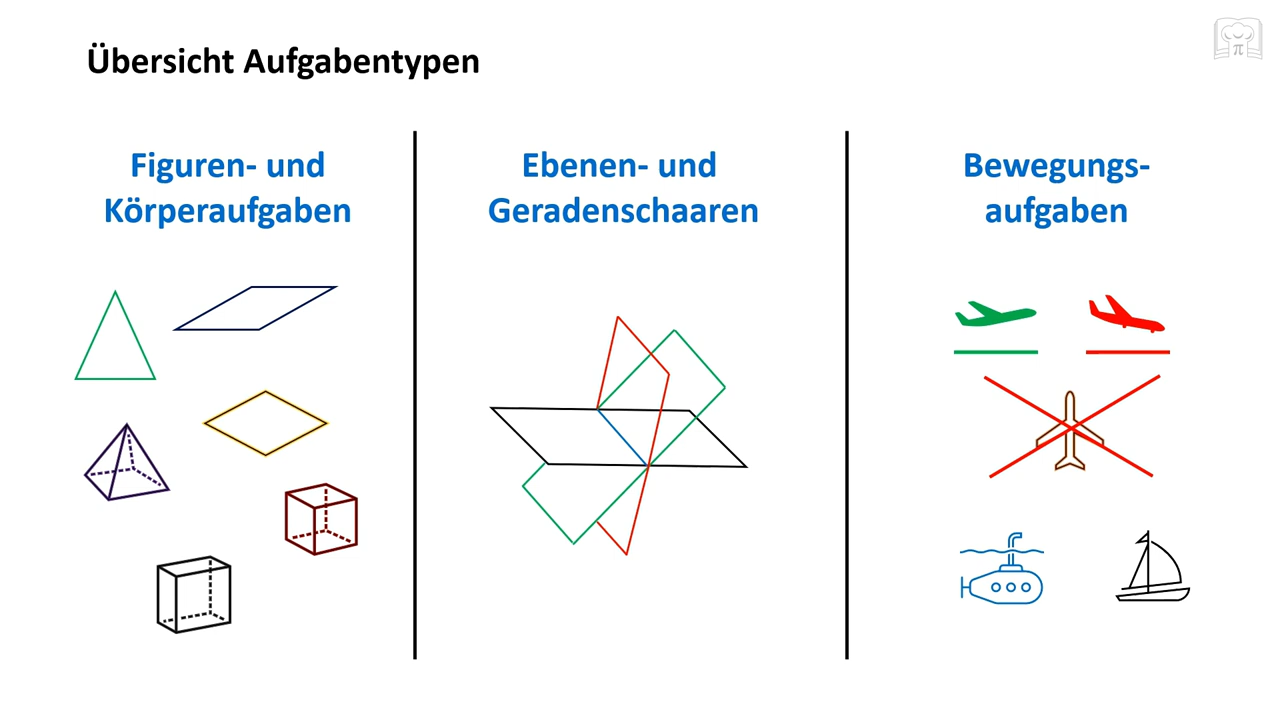 Übersicht Aufgabentypen
Figuren- und
Körperaufgaben
Ebenen- und
Geradenschaaren
Bewegungs-
aufgaben
π